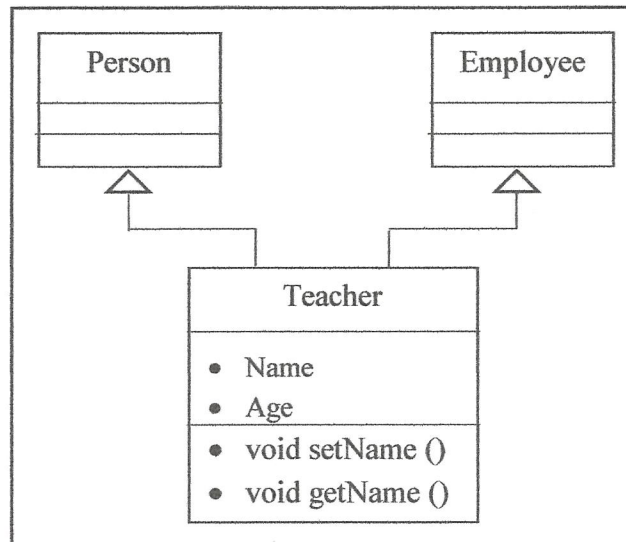 Person
Employee
Teacher
• Name
• Age
• void setName ()
• void getName ()